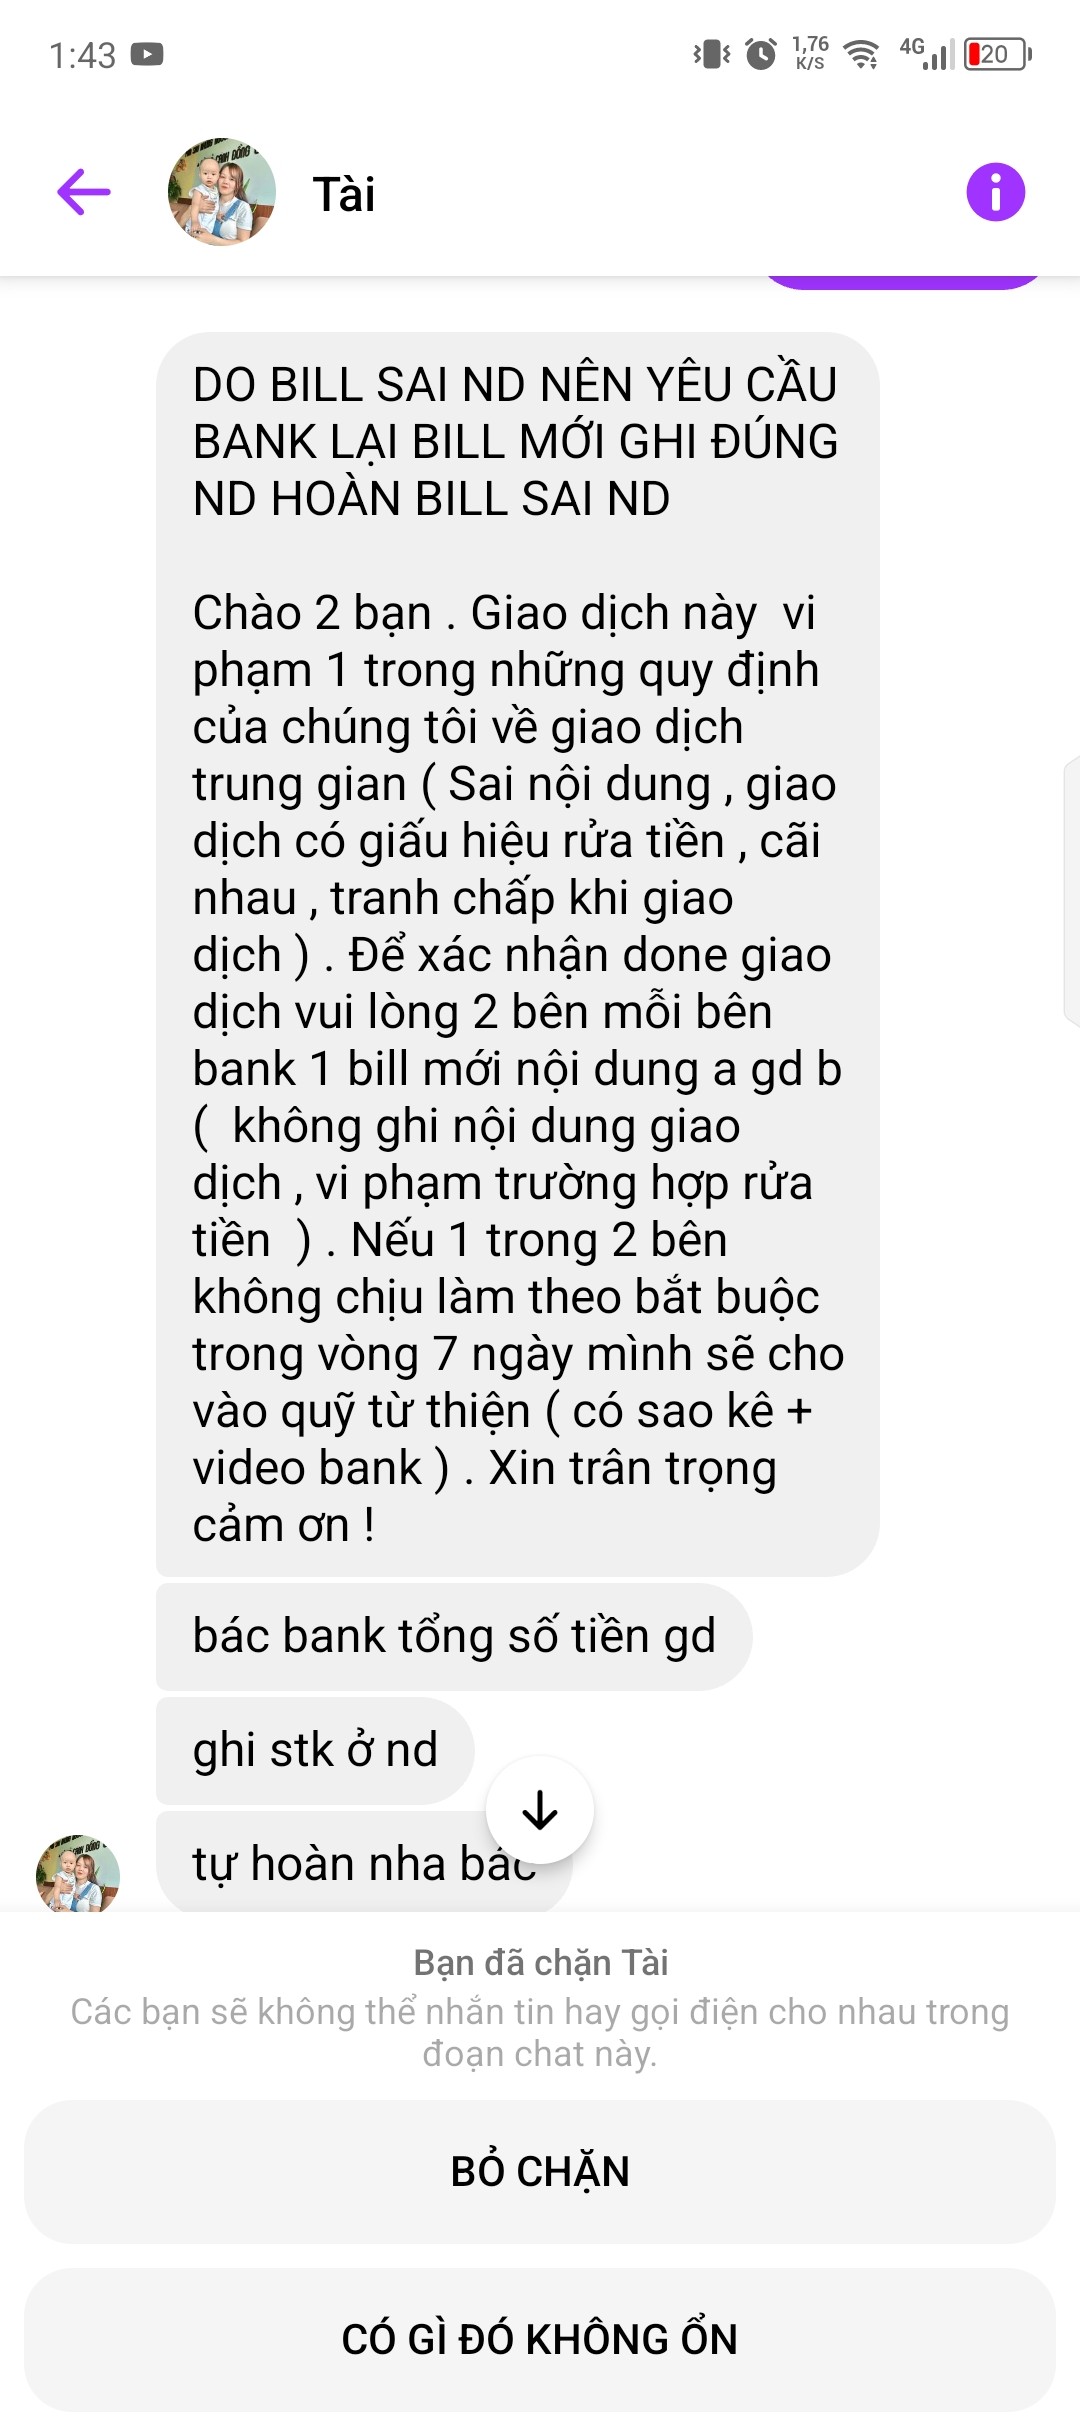 1:43
1,76
K/S
4G
20
CANH ĐỒNG
Tài
DO BILL SAI ND NÊN YÊU CẦU
BANK LẠI BILL MỚI GHI ĐÚNG
ND HOÀN BILL SAI ND
Chào 2 bạn . Giao dịch này  vi
phạm 1 trong những quy định
của chúng tôi về giao dịch
trung gian ( Sai nội dung , giao
dịch có giấu hiệu rửa tiền , cãi
nhau , tranh chấp khi giao
dịch ) . Để xác nhận done giao
dịch vui lòng 2 bên mỗi bên
bank 1 bill mới nội dung a gd b
(  không ghi nội dung giao
dịch , vi phạm trường hợp rửa
tiền  ) . Nếu 1 trong 2 bên
không chịu làm theo bắt buộc
trong vòng 7 ngày mình sẽ cho
vào quỹ từ thiện ( có sao kê +
video bank ) . Xin trân trọng
cảm ơn !
bác bank tổng số tiền gd
ghi stk ở nd
tự hoàn nha bác
Bạn đã chặn Tài
Các bạn sẽ không thể nhắn tin hay gọi điện cho nhau trong
đoạn chat này.
BỎ CHẶN
CÓ GÌ ĐÓ KHÔNG ỔN